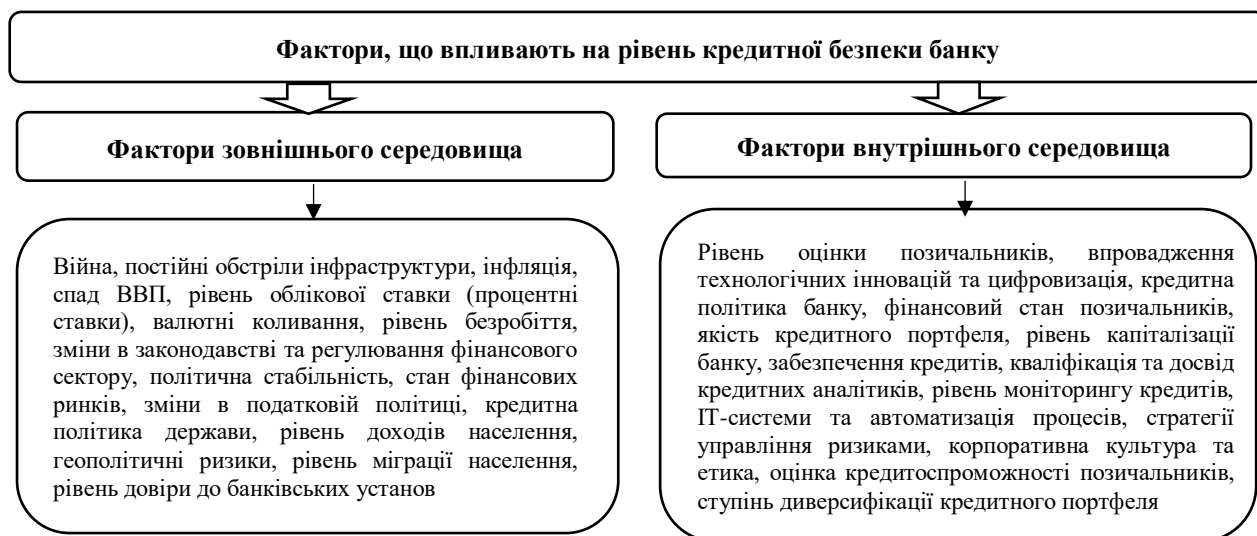 Фактори, що впливають на рівень кредитної безпеки банку
Фактори зовнішнього середовища
Війна, постійні обстріли інфраструктури, інфляція,
спад ВВП, рівень облікової ставки (процентні
ставки), валютні коливання, рівень безробіття,
зміни в законодавстві та регулювання фінансового
сектору, політична стабільність, стан фінансових
ринків, зміни в податковій політиці, кредитна
політика держави, рівень доходів населення,
геополітичні ризики, рівень міграції населення,
рівень довіри до банківських установ
Фактори внутрішнього середовища
Рівень оцінки позичальників, впровадження
технологічних інновацій та цифровизація, кредитна
політика банку, фінансовий стан позичальників,
якість кредитного портфеля, рівень капіталізації
банку, забезпечення кредитів, кваліфікація та досвід
кредитних аналітиків, рівень моніторингу кредитів,
ІТ-системи та автоматизація процесів, стратегії
управління ризиками, корпоративна культура та
етика, оцінка кредитоспроможності позичальників,
ступінь диверсифікації кредитного портфеля